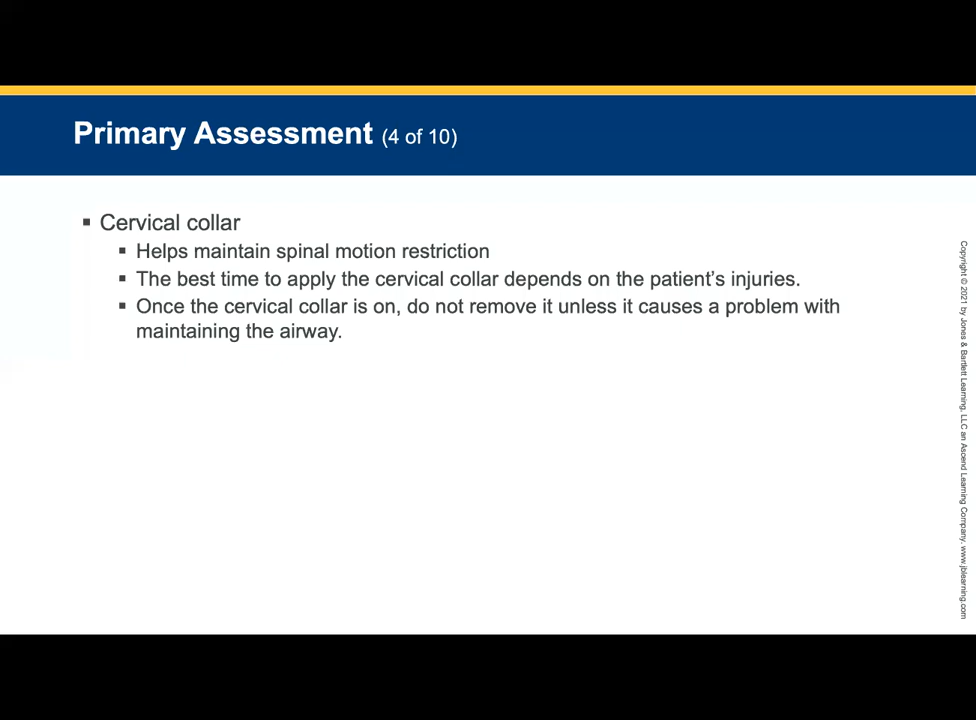 Primary Assessment (4 of 10)
▪ Cervical collar
▪ Helps maintain spinal motion restriction
▪ The best time to apply the cervical collar depends on the patient's injuries.
▪ Once the cervical collar is on, do not remove it unless it causes a problem with
maintaining the airway.
Copyright © 2021 by Jones & Bartlett Learning, LLC an Ascend Learning Company. www.jblearning.com